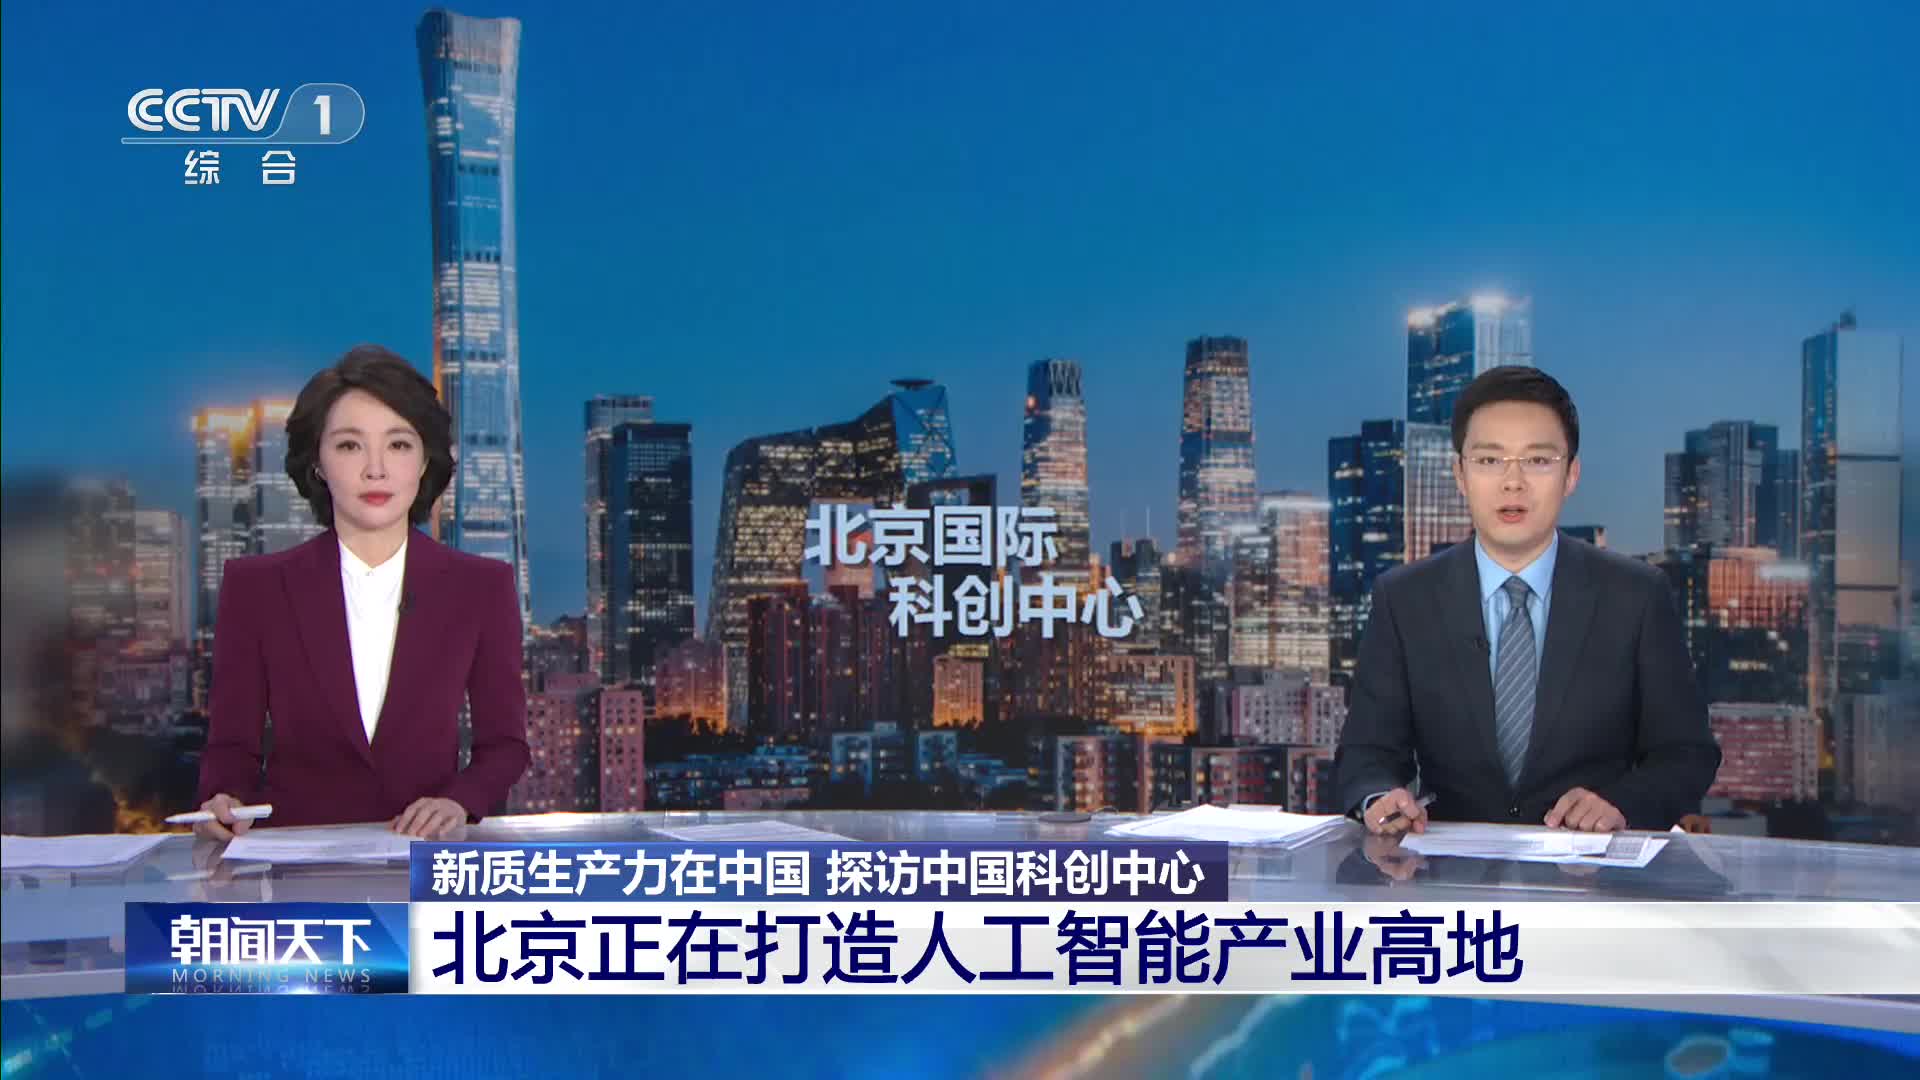 CCTV 1
综合
北京国际
科创中心
新质生产力在中国 探访中国科创中心
朝闻天下
MORNING NEWS
北京正在打造人工智能产业高地